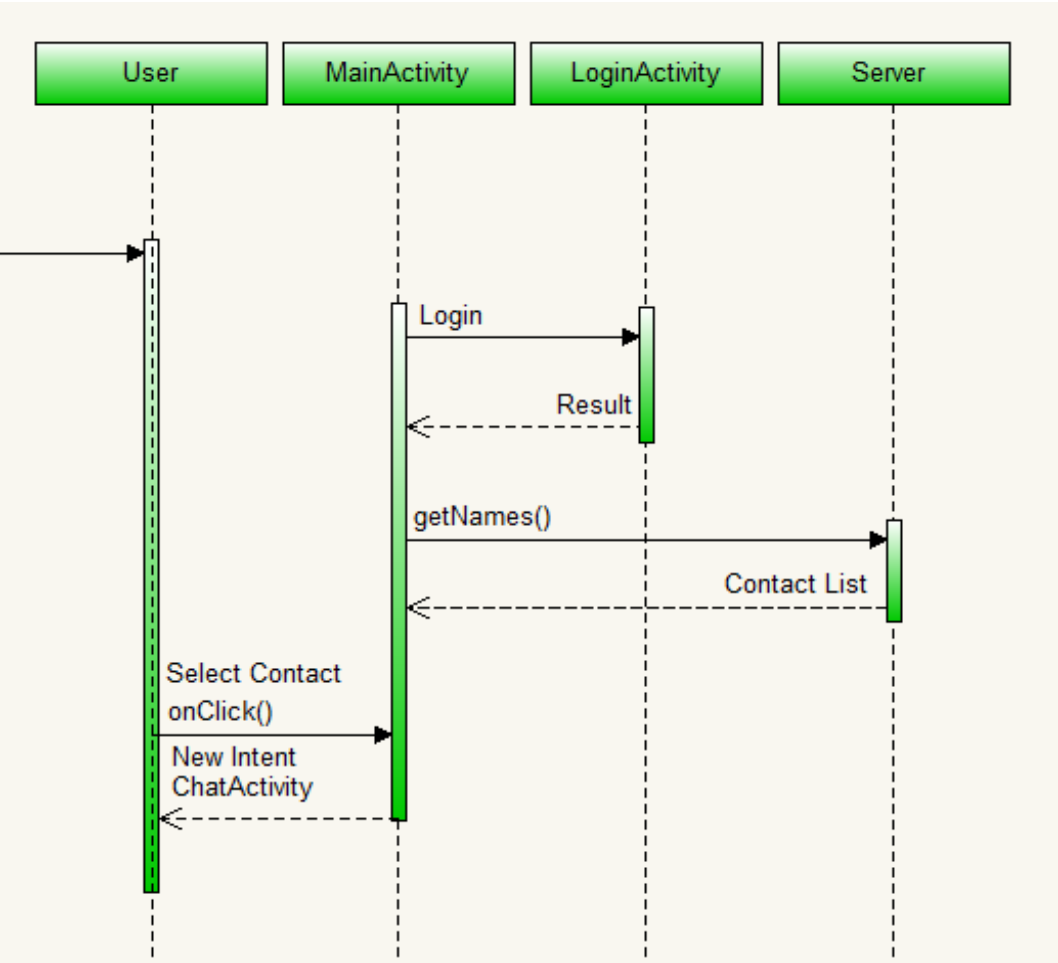 User
MainActivity
LoginActivity
Server
Login
Result
getNames()
Contact List
Select Contact
onClick()
New Intent
ChatActivity